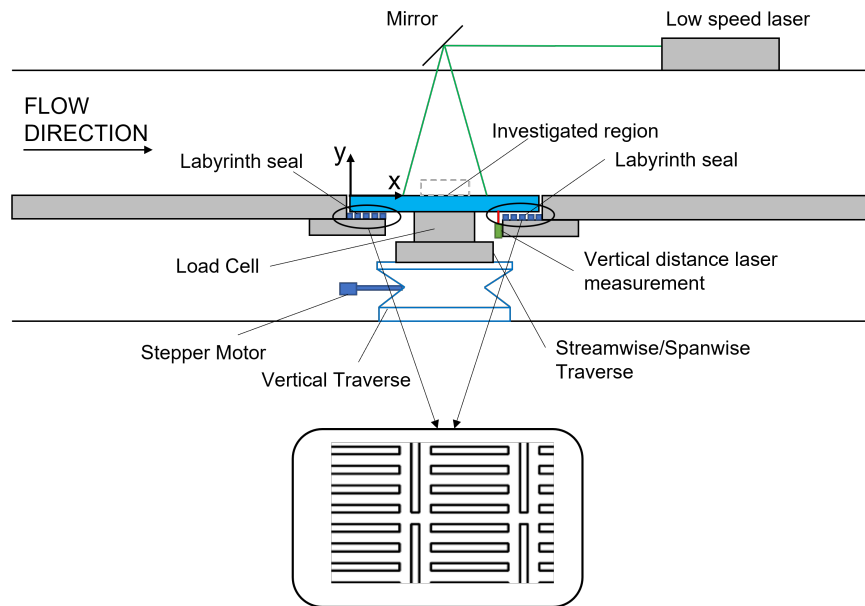 Mirror
Low speed laser
FLOW
DIRECTION
Investigated region
y
Labyrinth seal
Labyrinth seal
x
Load Cell
Vertical distance laser
measurement
Stepper Motor
Streamwise/Spanwise
Traverse
Vertical Traverse